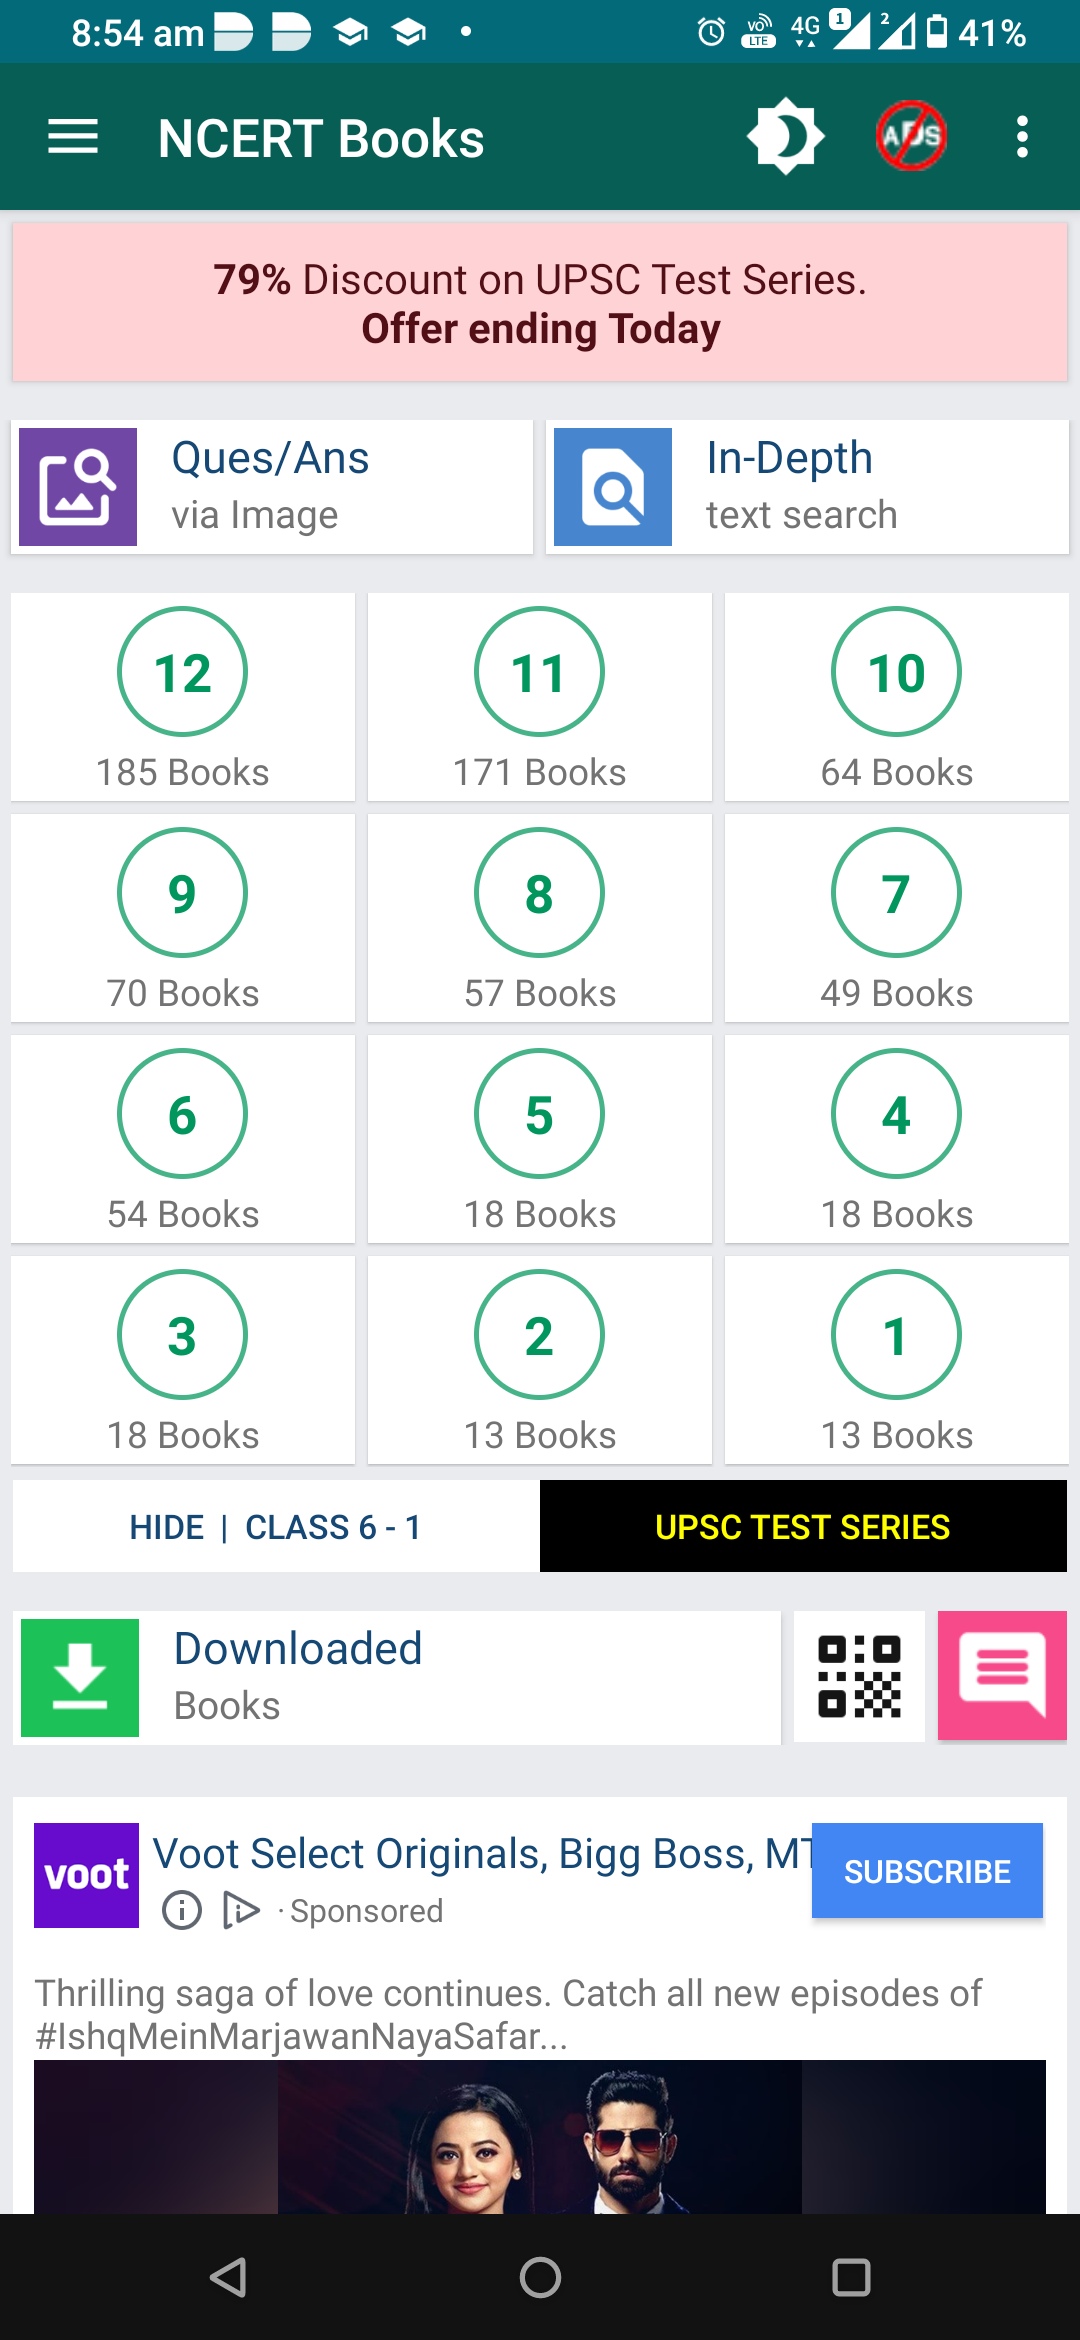 8:54 am
VO LTE 4G 1 2 41%
NCERT Books
ADS
79% Discount on UPSC Test Series.
Offer ending Today
Ques/Ans
via Image
In-Depth
text search
12
185 Books
11
171 Books
10
64 Books
9
70 Books
8
57 Books
7
49 Books
6
54 Books
5
18 Books
4
18 Books
3
18 Books
2
13 Books
1
13 Books
HIDE | CLASS 6 - 1
UPSC TEST SERIES
Downloaded
Books
voot
Voot Select Originals, Bigg Boss, MT
· Sponsored
SUBSCRIBE
Thrilling saga of love continues. Catch all new episodes of
#IshqMeinMarjawanNayaSafar...